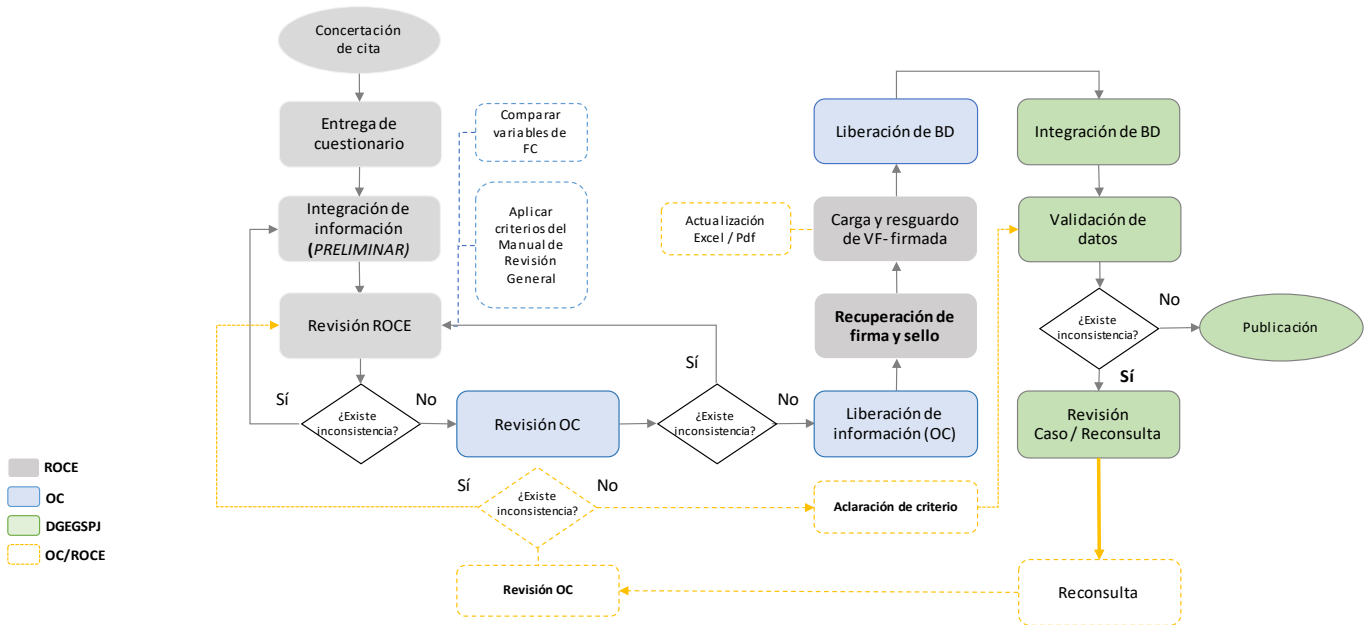 Concertación
de cita
Entrega de
cuestionario
Integración de
información
(PRELIMINAR)
Revisión ROCE
Comparar
variables de
FC
Aplicar
criterios del
Manual de
Revisión
General
¿Existe
inconsistencia?
Sí
No
Revisión OC
¿Existe
inconsistencia?
Sí
No
Liberación de
información (OC)
Recuperación de
firma y sello
Carga y resguardo
de VF- firmada
Actualización
Excel / Pdf
Liberación de BD
Integración de BD
Validación de
datos
¿Existe
inconsistencia?
No
Publicación
Sí
Revisión
Caso / Reconsulta
Reconsulta
Revisión OC
¿Existe
inconsistencia?
Sí
No
Aclaración de criterio
ROCE
OC
DGEGSPJ
OC/ROCE